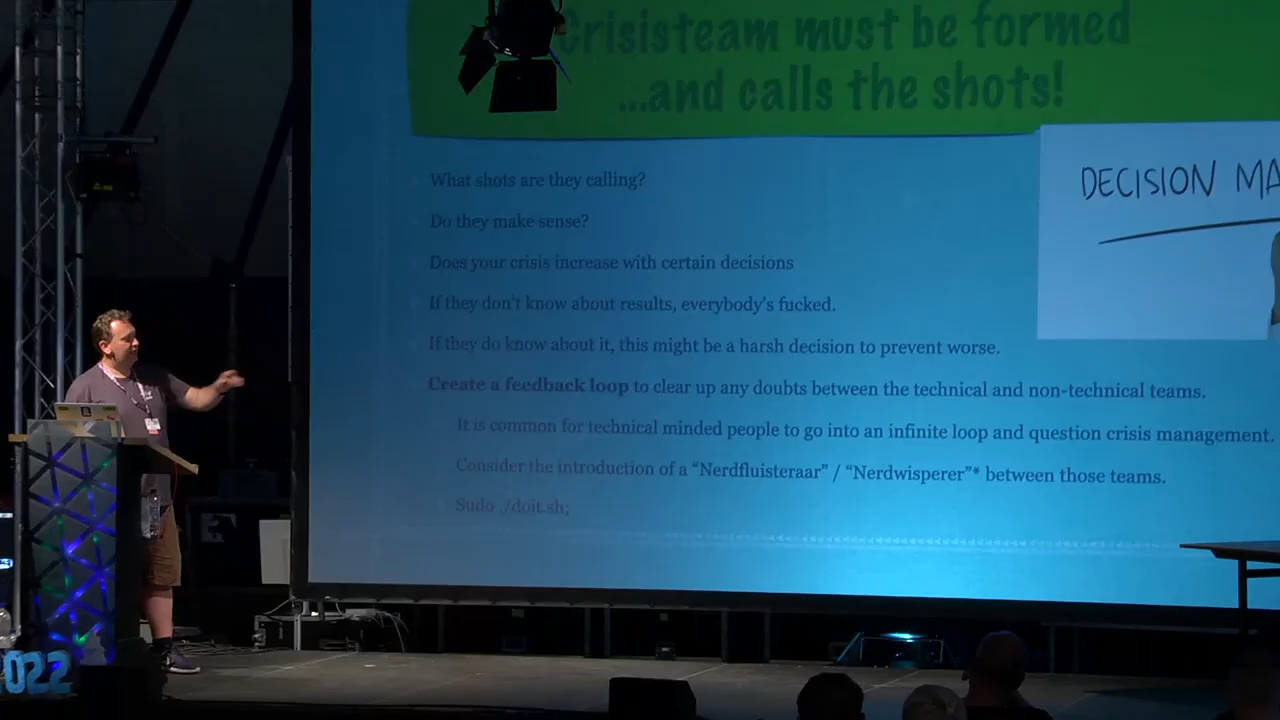 Crisisteam must be formed
...and calls the shots!
DECISION MA
What shots are they calling?
Do they make sense?
Does your crisis increase with certain decisions
If they don't know about results, everybody's fucked.
If they do know about it, this might be a harsh decision to prevent worse.
Create a feedback loop to clear up any doubts between the technical and non-technical teams.
It is common for technical minded people to go into an infinite loop and question crisis management.
Consider the introduction of a “Nerdfluisteraar” / “Nerdwisperer”* between those teams.
Sudo ./doit.sh;
022